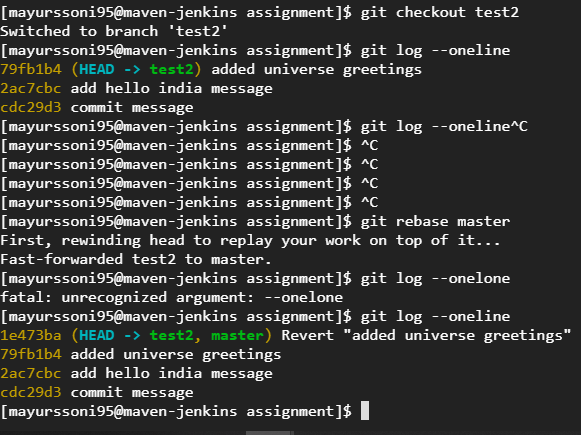 [mayurssoni95@maven-jenkins assignment]$ git checkout test2
Switched to branch 'test2'
[mayurssoni95@maven-jenkins assignment]$ git log --oneline
79fb1b4 (HEAD -> test2) added universe greetings
2ac7cbc add hello india message
cdc29d3 commit message
[mayurssoni95@maven-jenkins assignment]$ git log --oneline^C
[mayurssoni95@maven-jenkins assignment]$ ^C
[mayurssoni95@maven-jenkins assignment]$ ^C
[mayurssoni95@maven-jenkins assignment]$ ^C
[mayurssoni95@maven-jenkins assignment]$ ^C
[mayurssoni95@maven-jenkins assignment]$ git rebase master
First, rewinding head to replay your work on top of it...
Fast-forwarded test2 to master.
[mayurssoni95@maven-jenkins assignment]$ git log --onelone
fatal: unrecognized argument: --onelone
[mayurssoni95@maven-jenkins assignment]$ git log --oneline
1e473ba (HEAD -> test2, master) Revert "added universe greetings"
79fb1b4 added universe greetings
2ac7cbc add hello india message
cdc29d3 commit message
[mayurssoni95@maven-jenkins assignment]$